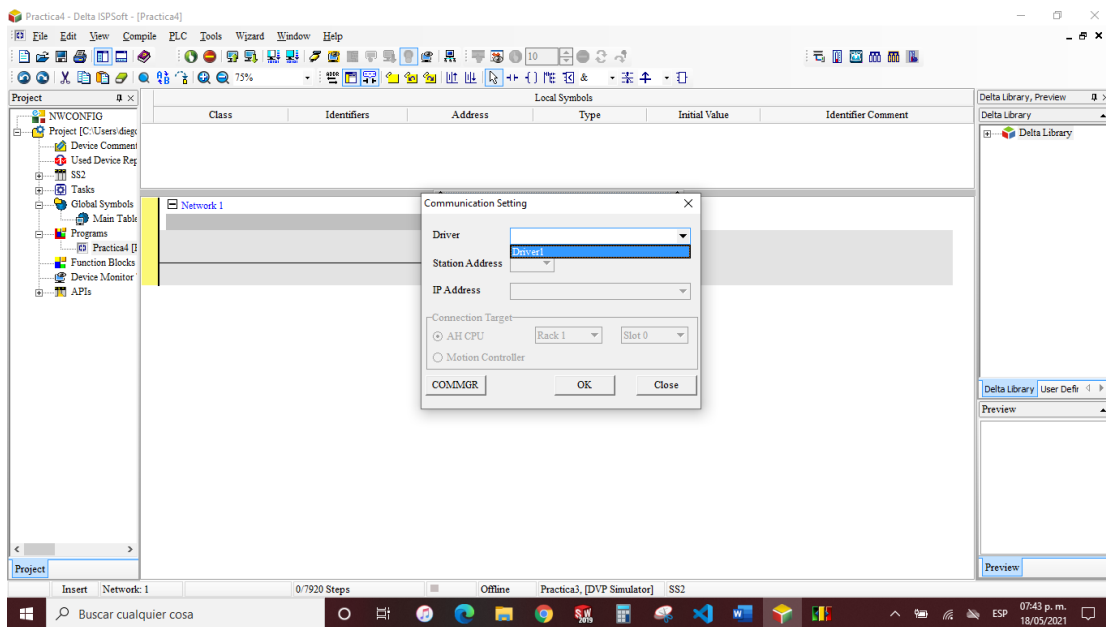 Practica4 - Delta ISPSoft - [Practica4]
File Edit View Compile PLC Tools Wizard Window Help
10
75%
Project
NWCONFIG
Project [C:\Users\dieg
Device Comment
Used Device Rep
SS2
Tasks
Global Symbols
Main Table
Programs
Practica4 [
Function Blocks
Device Monitor
APIs
Project
Local Symbols
Class Identifiers Address Type Initial Value Identifier Comment
Network 1
Communication Setting
Driver
Driver1
Station Address
IP Address
Connection Target
AH CPU Rack 1 Slot 0
Motion Controller
COMMGR OK Close
Delta Library, Preview
Delta Library
Delta Library
Delta Library User Defir
Preview
Preview
Insert Network: 1 0/7920 Steps Offline Practica3, [DVP Simulator] SS2
Buscar cualquier cosa
S.W 2019
ESP
07:43 p. m.
18/05/2021